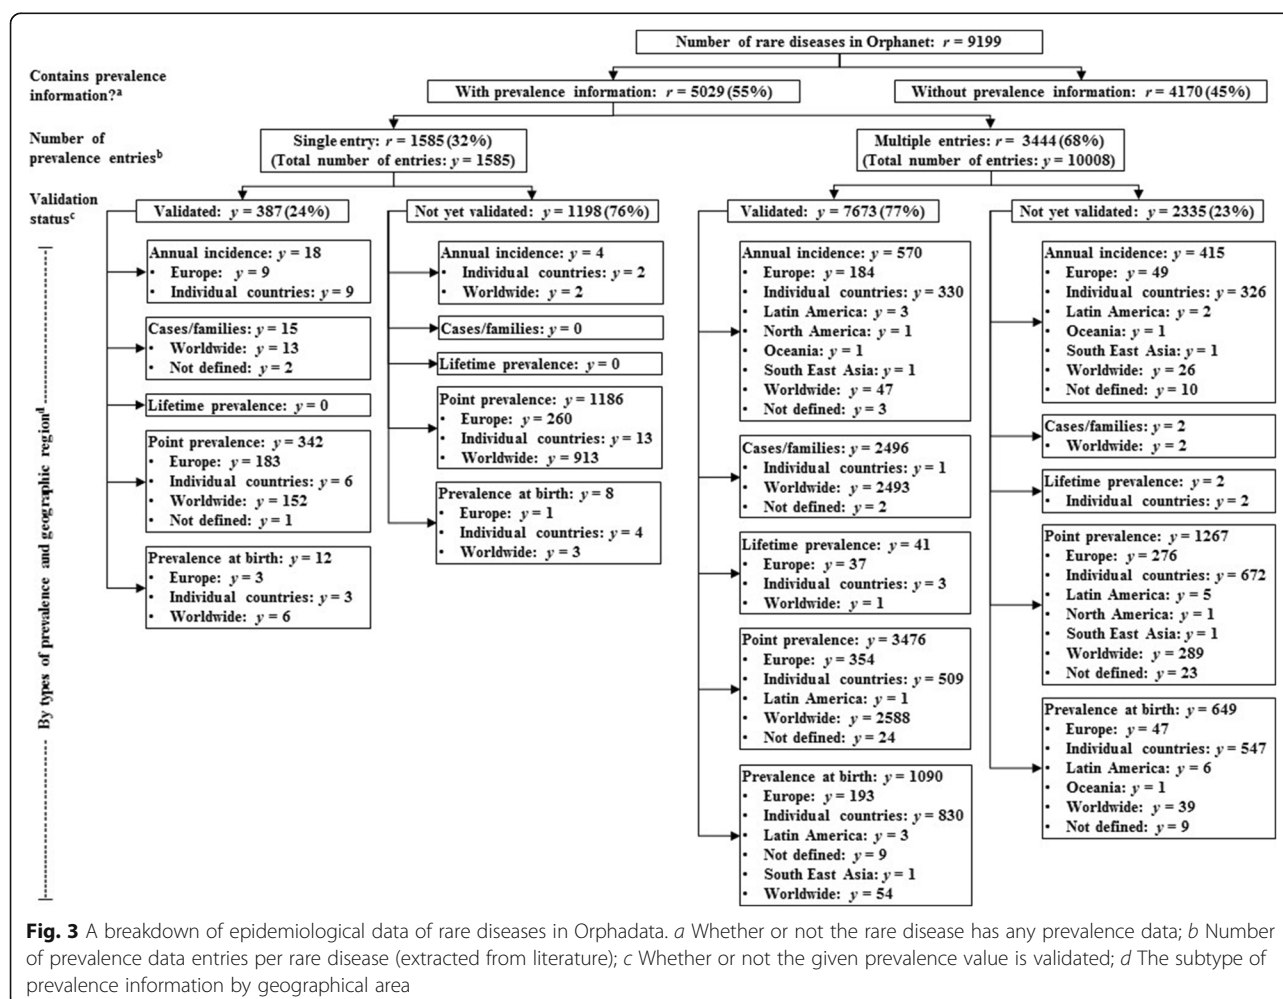 Number of rare diseases in Orphanet: r = 9199
Contains prevalence
information?a
With prevalence information: r = 5029 (55%)
Without prevalence information: r = 4170 (45%)
Number of
prevalence entriesb
Single entry: r = 1585 (32%)
(Total number of entries: y = 1585)
Multiple entries: r = 3444 (68%)
(Total number of entries: y = 10008)
Validation
statusc
Validated: y = 387 (24%)
Not yet validated: y = 1198 (76%)
Validated: y = 7673 (77%)
Not yet validated: y = 2335 (23%)
By types of prevalence and geographic regiond
Annual incidence: y = 18
• Europe: y = 9
• Individual countries: y = 9
Cases/families: y = 15
• Worldwide: y = 13
• Not defined: y = 2
Lifetime prevalence: y = 0
Point prevalence: y = 342
• Europe: y = 183
• Individual countries: y = 6
• Worldwide: y = 152
• Not defined: y = 1
Prevalence at birth: y = 12
• Europe: y = 3
• Individual countries: y = 3
• Worldwide: y = 6
Annual incidence: y = 4
• Individual countries: y = 2
• Worldwide: y = 2
Cases/families: y = 0
Lifetime prevalence: y = 0
Point prevalence: y = 1186
• Europe: y = 260
• Individual countries: y = 13
• Worldwide: y = 913
Prevalence at birth: y = 8
• Europe: y = 1
• Individual countries: y = 4
• Worldwide: y = 3
Annual incidence: y = 570
• Europe: y = 184
• Individual countries: y = 330
• Latin America: y = 3
• North America: y = 1
• Oceania: y = 1
• South East Asia: y = 1
• Worldwide: y = 47
• Not defined: y = 3
Cases/families: y = 2496
• Individual countries: y = 1
• Worldwide: y = 2493
• Not defined: y = 2
Lifetime prevalence: y = 41
• Europe: y = 37
• Individual countries: y = 3
• Worldwide: y = 1
Point prevalence: y = 3476
• Europe: y = 354
• Individual countries: y = 509
• Latin America: y = 1
• Worldwide: y = 2588
• Not defined: y = 24
Prevalence at birth: y = 1090
• Europe: y = 193
• Individual countries: y = 830
• Latin America: y = 3
• Not defined: y = 9
• South East Asia: y = 1
• Worldwide: y = 54
Annual incidence: y = 415
• Europe: y = 49
• Individual countries: y = 326
• Latin America: y = 2
• Oceania: y = 1
• South East Asia: y = 1
• Worldwide: y = 26
• Not defined: y = 10
Cases/families: y = 2
• Worldwide: y = 2
Lifetime prevalence: y = 2
• Individual countries: y = 2
Point prevalence: y = 1267
• Europe: y = 276
• Individual countries: y = 672
• Latin America: y = 5
• North America: y = 1
• South East Asia: y = 1
• Worldwide: y = 289
• Not defined: y = 23
Prevalence at birth: y = 649
• Europe: y = 47
• Individual countries: y = 547
• Latin America: y = 6
• Oceania: y = 1
• Worldwide: y = 39
• Not defined: y = 9
Fig. 3 A breakdown of epidemiological data of rare diseases in Orphadata. a Whether or not the rare disease has any prevalence data; b Number
of prevalence data entries per rare disease (extracted from literature); c Whether or not the given prevalence value is validated; d The subtype of
prevalence information by geographical area